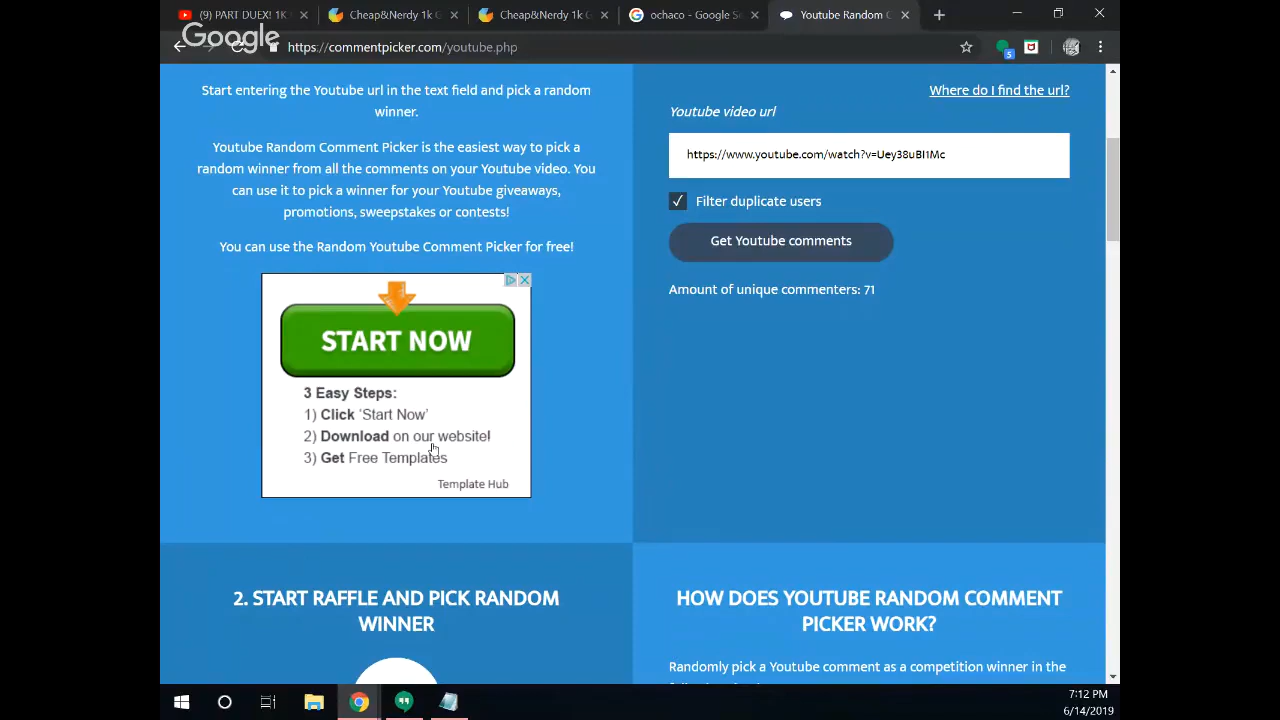 (9) PART DUEX! 1K
Cheap&Nerdy 1k G
Cheap&Nerdy 1k G
ochaco - Google Se
Youtube Random C
Google
https://commentpicker.com/youtube.php
5
Start entering the Youtube url in the text field and pick a random
winner.
Youtube Random Comment Picker is the easiest way to pick a
random winner from all the comments on your Youtube video. You
can use it to pick a winner for your Youtube giveaways,
promotions, sweepstakes or contests!
You can use the Random Youtube Comment Picker for free!
START NOW
3 Easy Steps:
1) Click 'Start Now'
2) Download on our website!
3) Get Free Templates
Template Hub
Where do I find the url?
Youtube video url
https://www.youtube.com/watch?v=Uey38uBI1Mc
Filter duplicate users
Get Youtube comments
Amount of unique commenters: 71
2. START RAFFLE AND PICK RANDOM
WINNER
HOW DOES YOUTUBE RANDOM COMMENT
PICKER WORK?
Randomly pick a Youtube comment as a competition winner in the
7:12 PM
6/14/2019